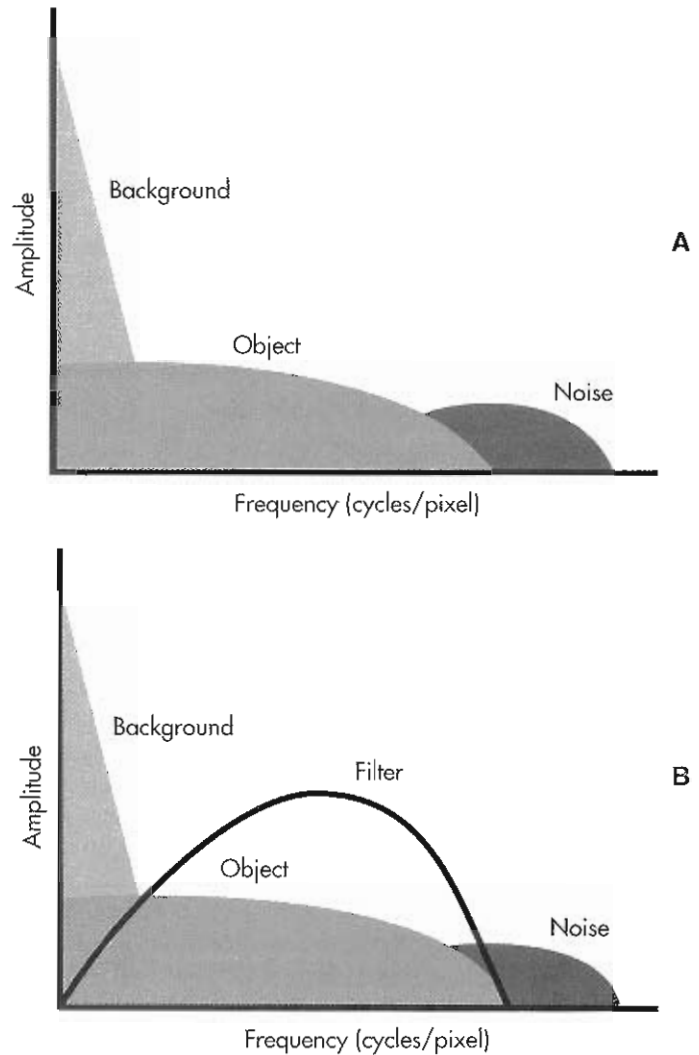 Amplitude
Background
Object
Noise
A
Frequency (cycles/pixel)
Amplitude
Background
Filter
Object
Noise
B
Frequency (cycles/pixel)